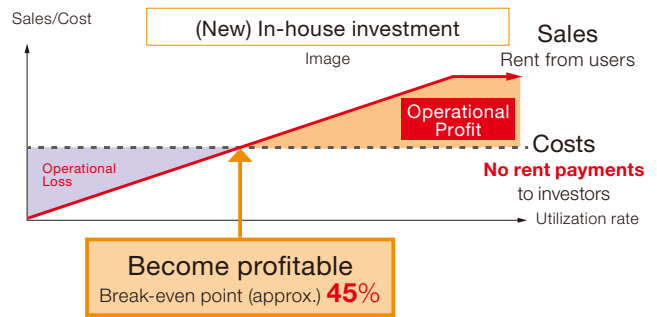 Sales/Cost
(New) In-house investment
Image
Sales
Rent from users
Operational
Profit
Costs
No rent payments
to investors
Operational
Loss
Utilization rate
Become profitable
Break-even point (approx.) 45%